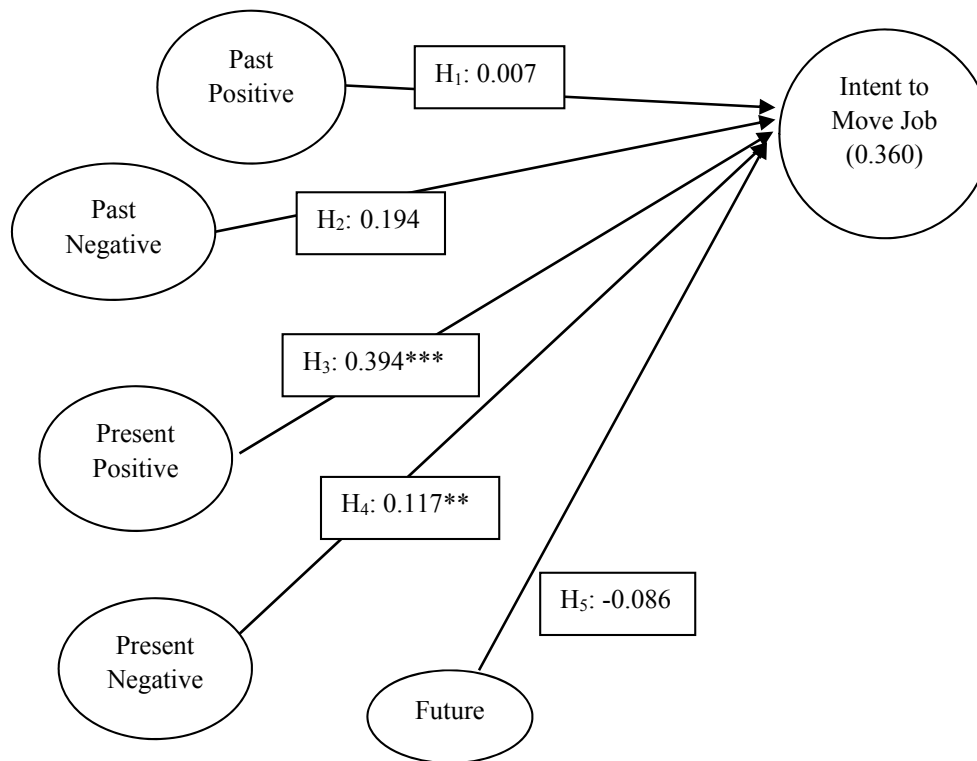 Past
Positive
H₁: 0.007
Intent to
Move Job
(0.360)
Past
Negative
H₂: 0.194
H₃: 0.394***
Present
Positive
H₄: 0.117**
H₅: -0.086
Present
Negative
Future